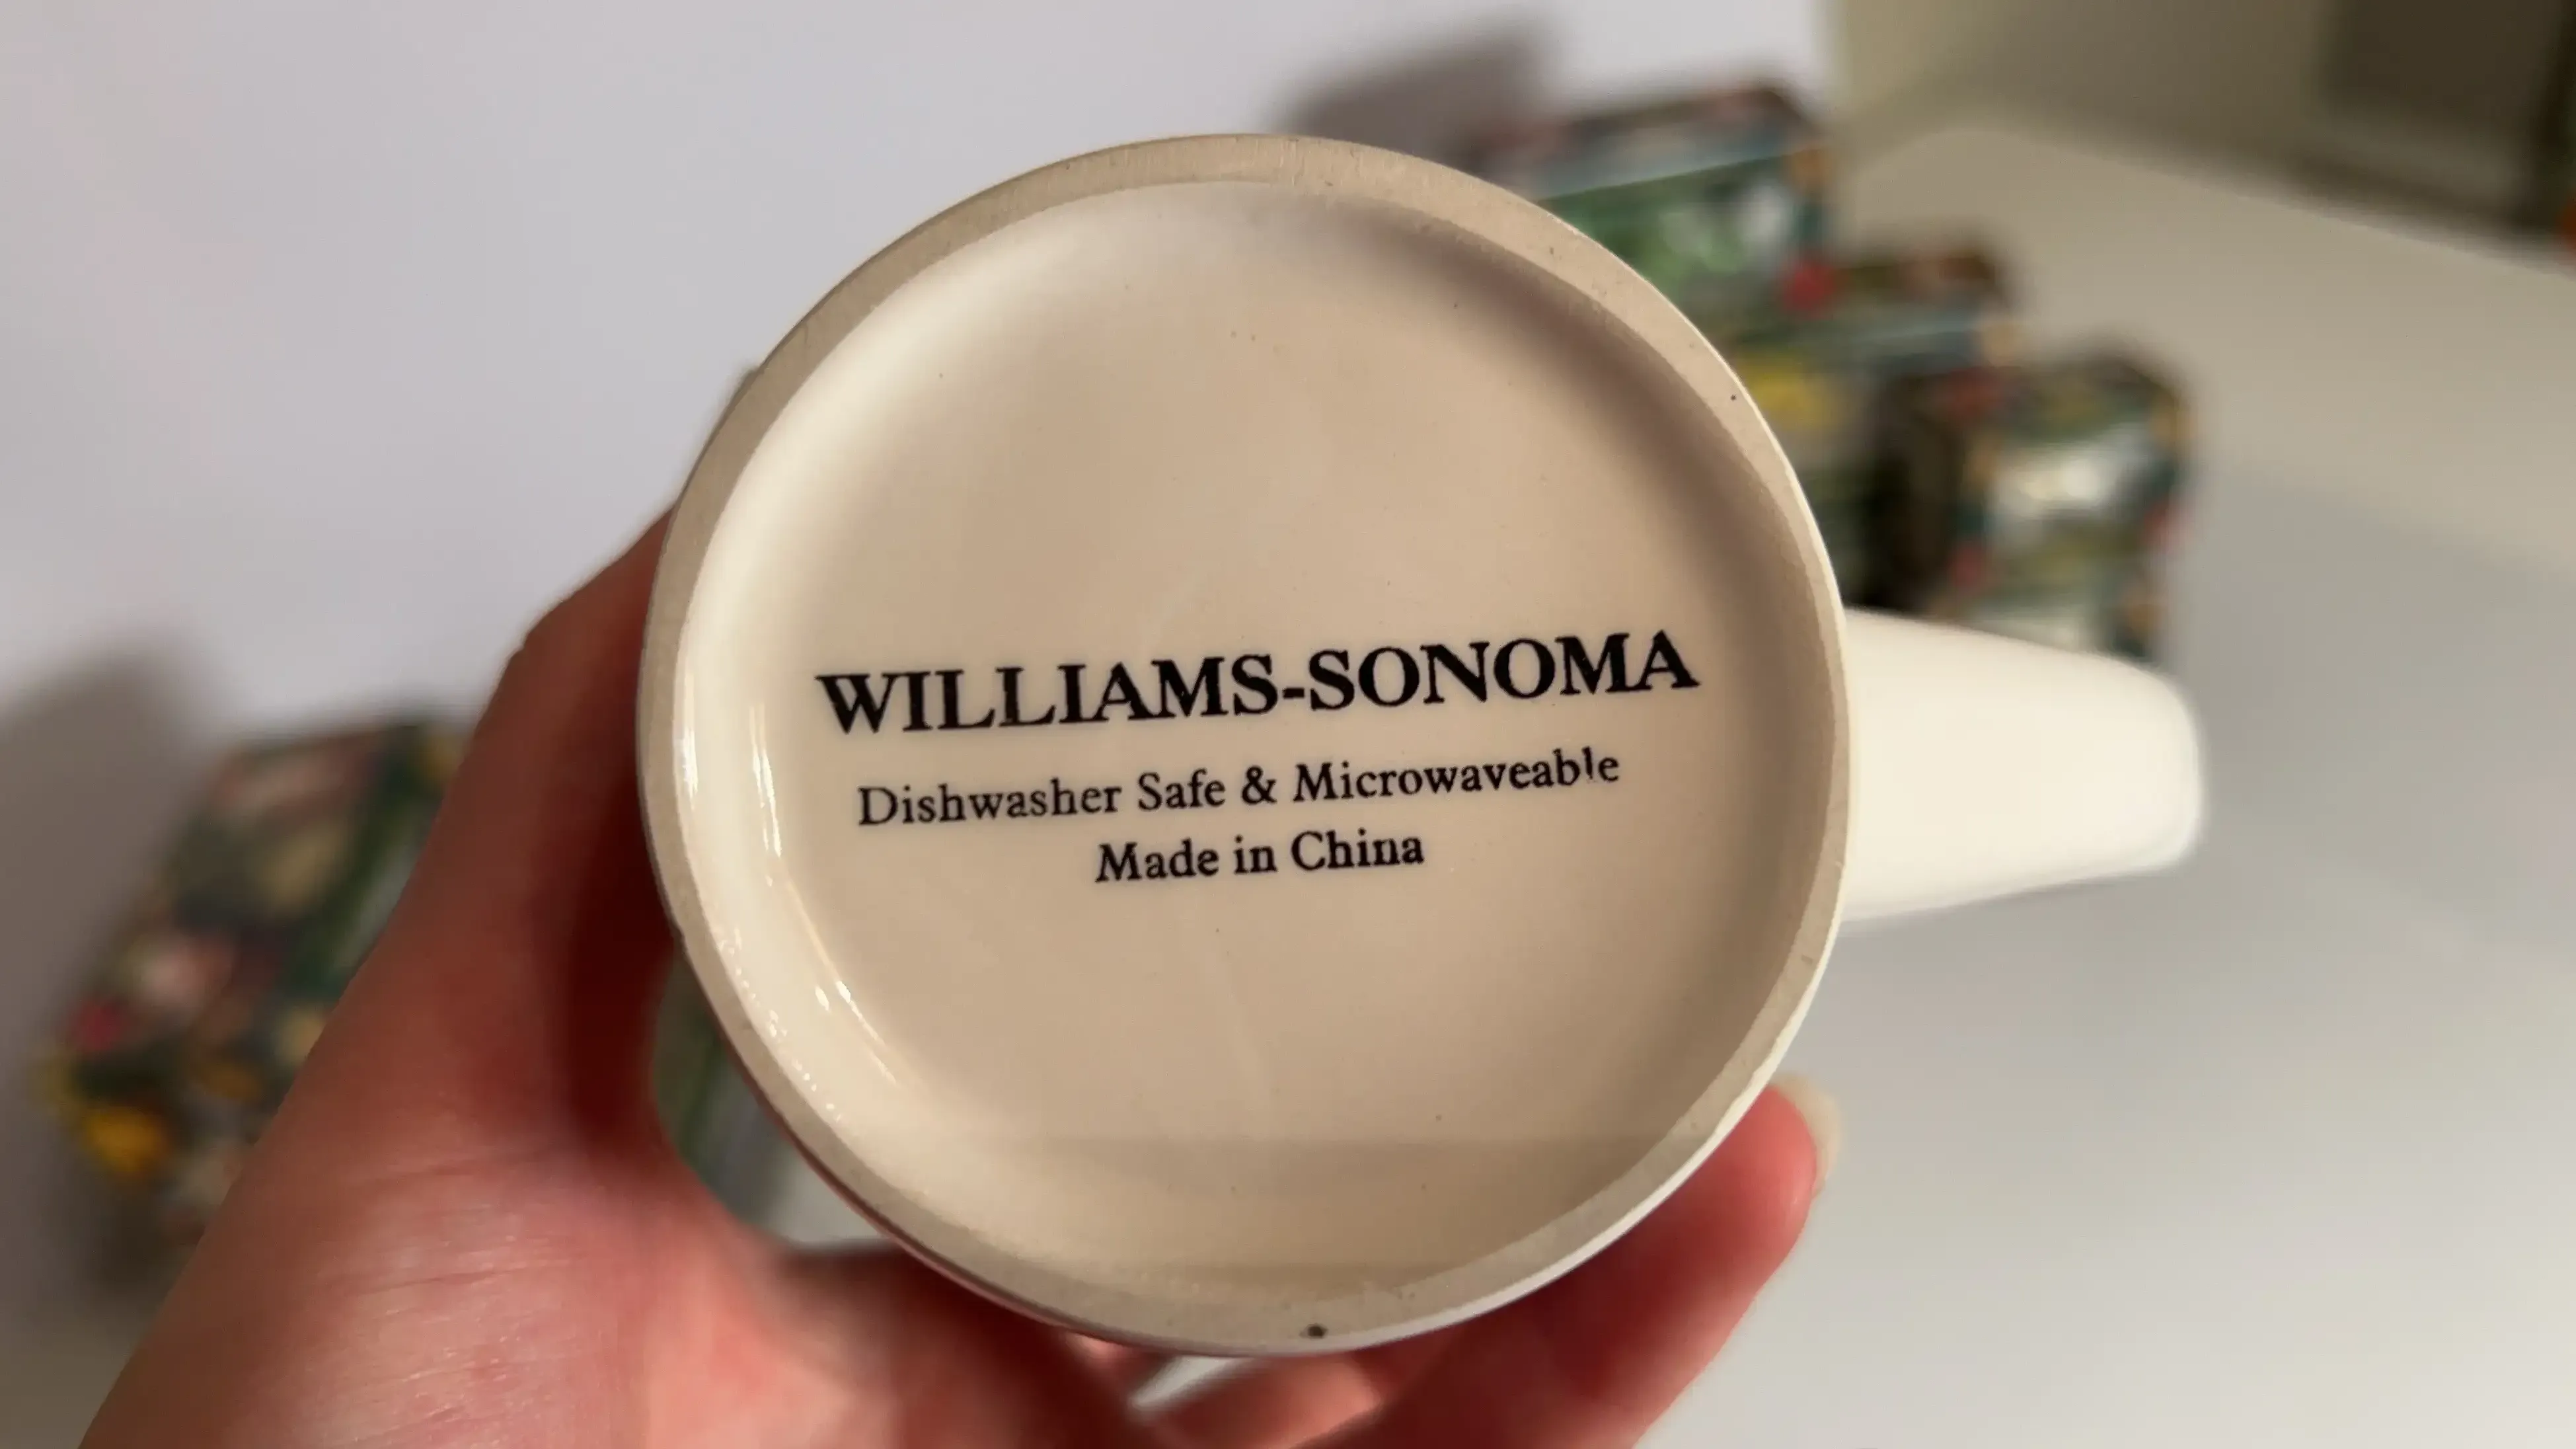 WILLIAMS-SONOMA
Dishwasher Safe & Microwaveable
Made in China